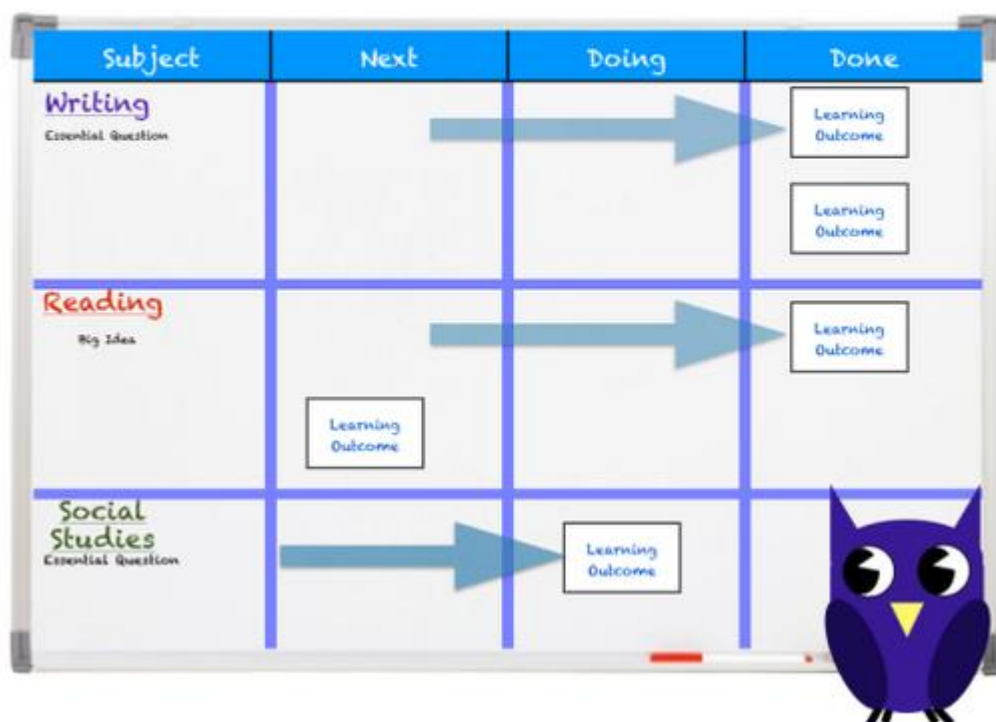 Subject Next Doing Done
Writing
Essential Question
Learning
Outcome
Learning
Outcome
Reading
Big Idea
Learning
Outcome
Learning
Outcome
Social
Studies
Essential Question
Learning
Outcome